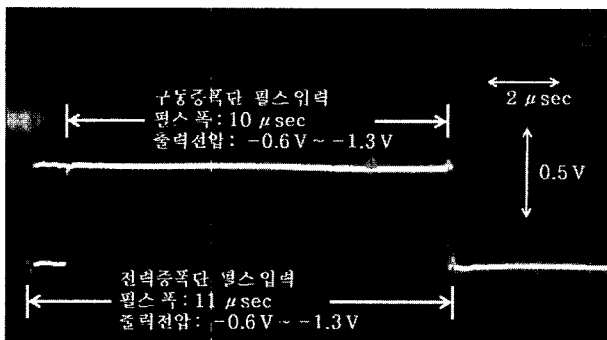 구동증폭단 펄스입력
펄스 폭: 10 μsec
출력전압: -0.6 V ~ -1.3 V
2 μsec
0.5 V
전력증폭단 펄스입력
펄스 폭: 11 μsec
출력전압: -0.6 V ~ -1.3 V